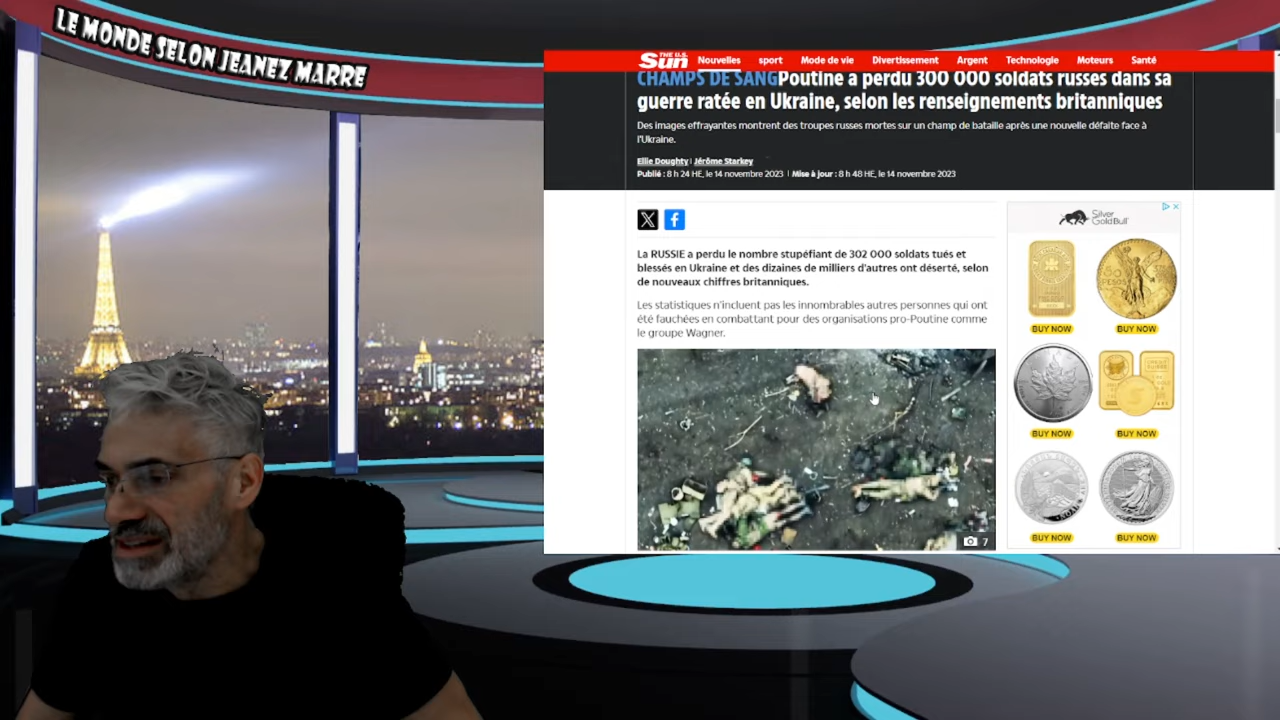 LE MONDE SELON JEANEZ MARRE
THE U.S. Sun Nouvelles sport Mode de vie Divertissement Argent Technologie Moteurs Santé
CHAMPS DE SANG Poutine a perdu 300 000 soldats russes dans sa
guerre ratée en Ukraine, selon les renseignements britanniques
Des images effrayantes montrent des troupes russes mortes sur un champ de bataille après une nouvelle défaite face à
l'Ukraine.
Ellie Doughty | Jérôme Starkey
Publié : 8 h 24 HE, le 14 novembre 2023 | Mise à jour : 8 h 48 HE, le 14 novembre 2023
La RUSSIE a perdu le nombre stupéfiant de 302 000 soldats tués et
blessés en Ukraine et des dizaines de milliers d'autres ont déserté, selon
de nouveaux chiffres britanniques.
Les statistiques n'incluent pas les innombrables autres personnes qui ont
été fauchées en combattant pour des organisations pro-Poutine comme
le groupe Wagner.
7
Silver
Gold Bull
50
PESOS
BUY NOW BUY NOW
BUY NOW BUY NOW
BUY NOW BUY NOW